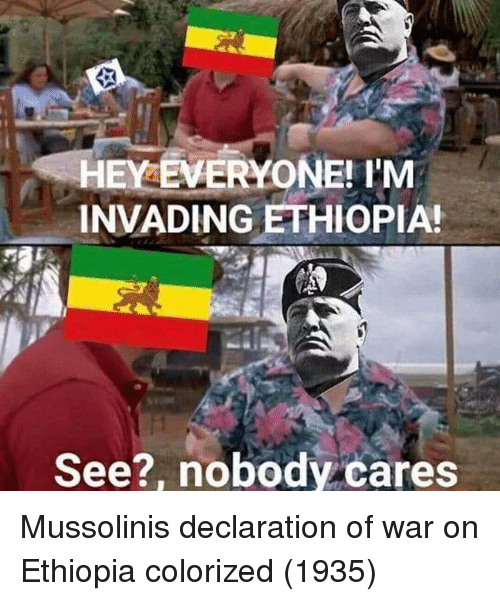 HEY EVERYONE! I'M
INVADING ETHIOPIA!
See?, nobody cares
Mussolinis declaration of war on
Ethiopia colorized (1935)